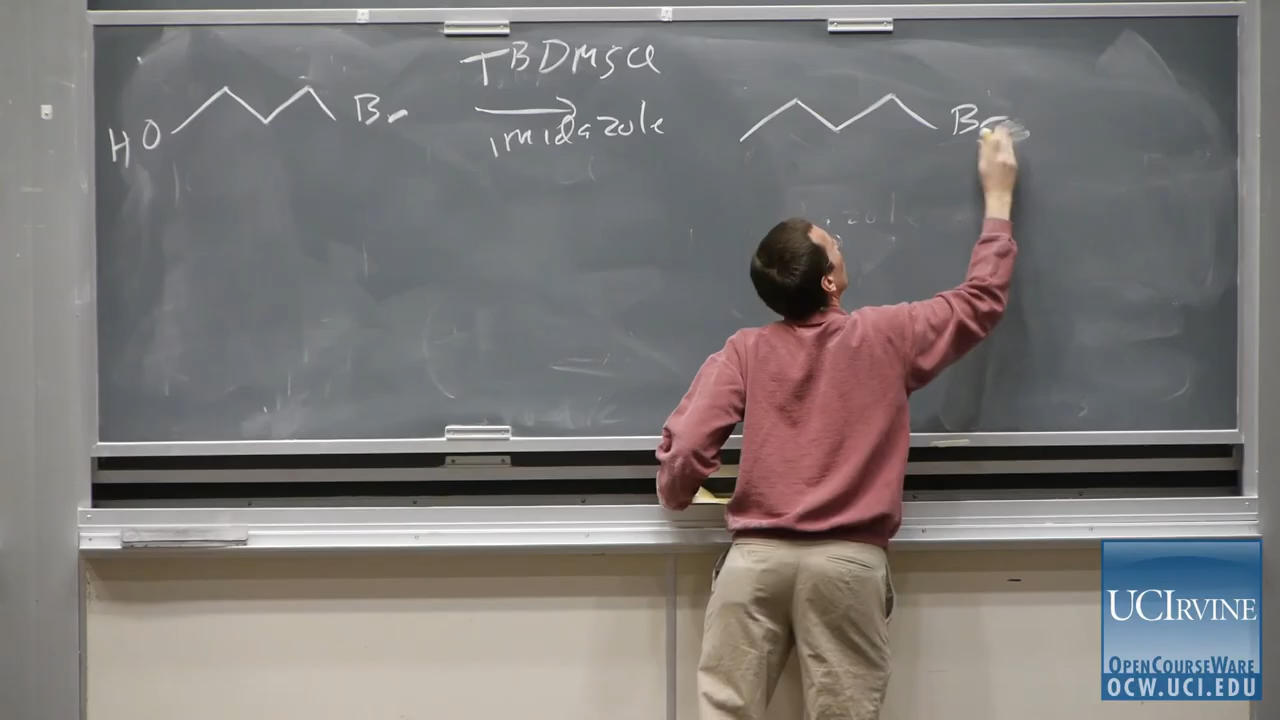 TBDMSCl
HO Br
imidazole
Br
UCIRVINE
OPENCOURSEWARE
OCW.UCI.EDU